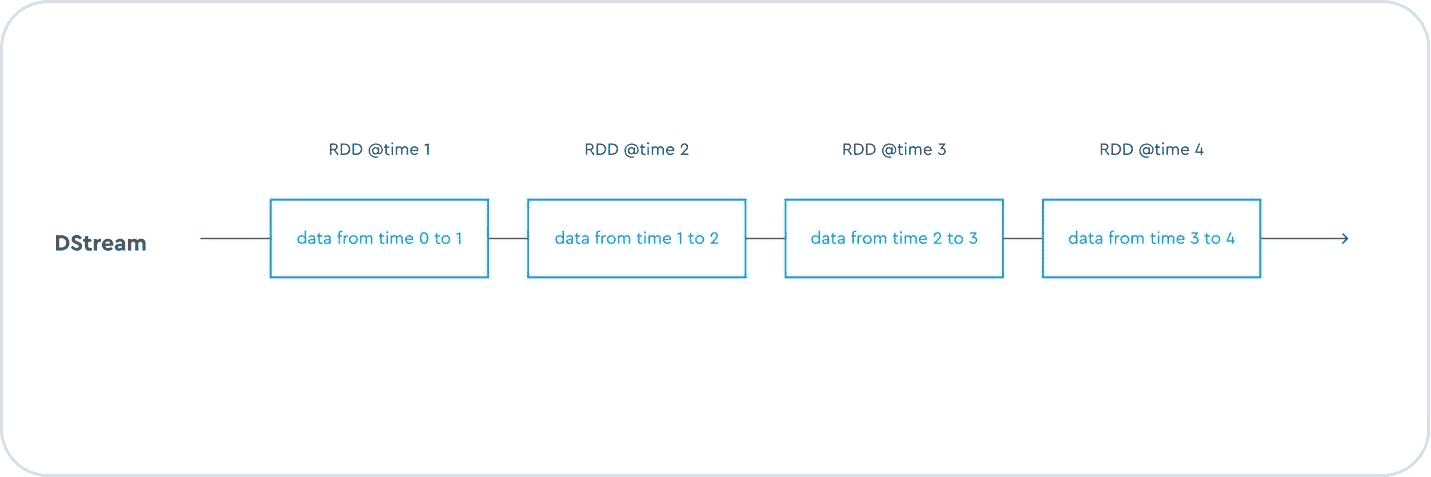 RDD @time 1
RDD @time 2
RDD @time 3
RDD @time 4
DStream
data from time 0 to 1
data from time 1 to 2
data from time 2 to 3
data from time 3 to 4